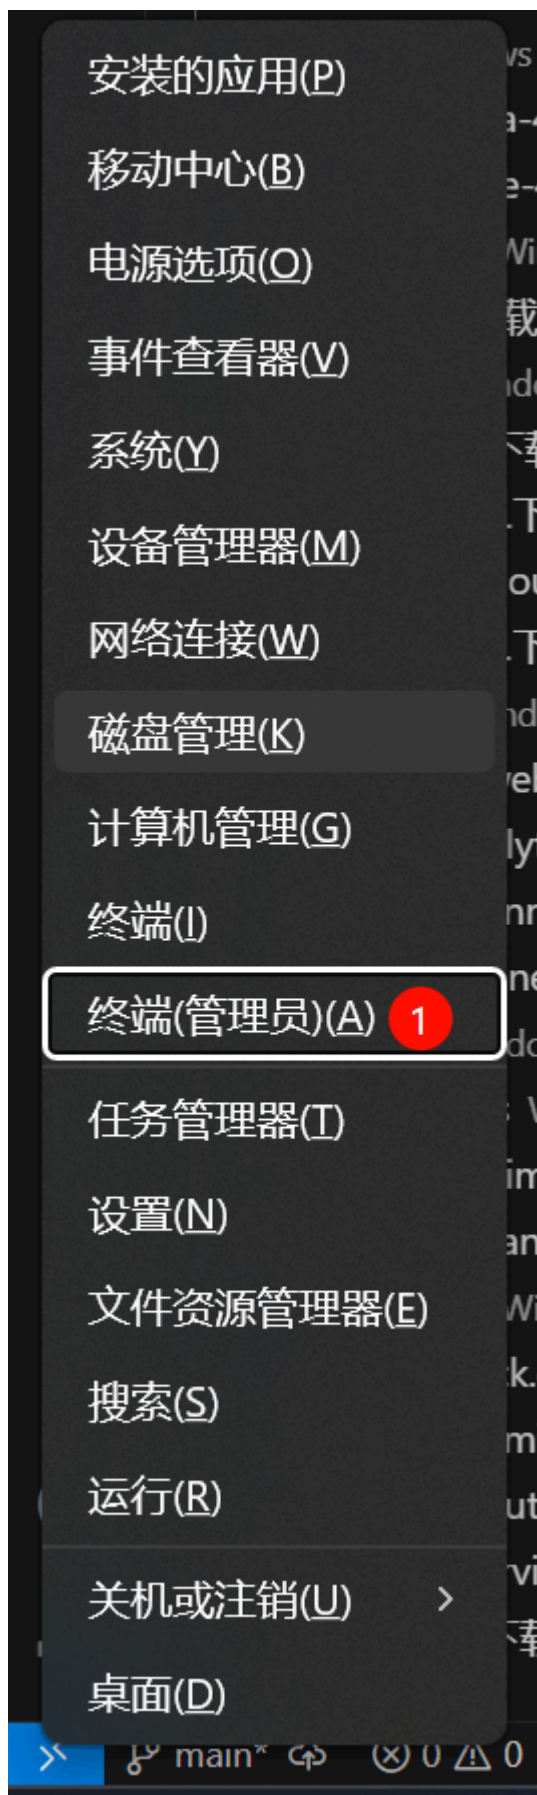 安装的应用(P)
移动中心(B)
电源选项(O)
事件查看器(V)
系统(Y)
设备管理器(M)
网络连接(W)
磁盘管理(K)
计算机管理(G)
终端(I)
终端(管理员)(A) 1
任务管理器(T)
设置(N)
文件资源管理器(E)
搜索(S)
运行(R)
关机或注销(U)
桌面(D)
main* 0 0